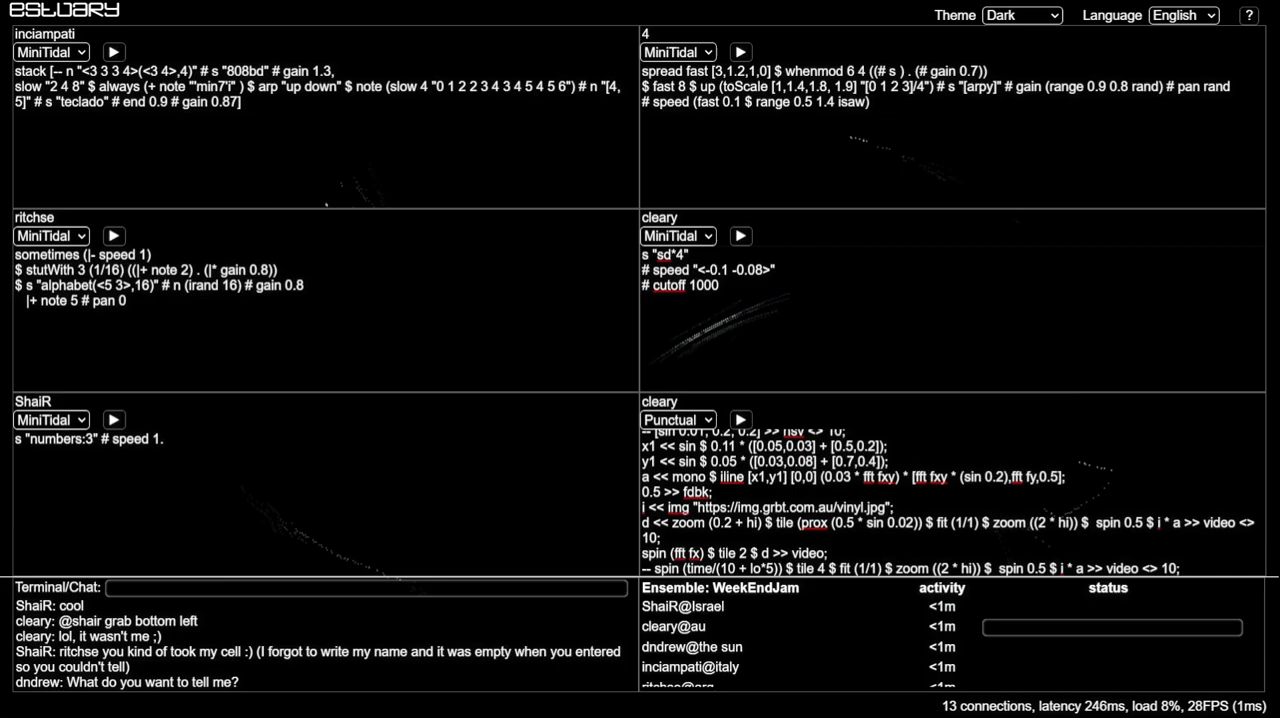 estuary
Theme Dark Language English ?
inciampati
MiniTidal
stack [-- n "<3 3 3 4>(<3 4>,4)" # s "808bd" # gain 1.3,
slow "2 4 8" $ always (+ note "'min7'i" ) $ arp "up down" $ note (slow 4 "0 1 2 2 3 4 3 4 5 4 5 6") # n "[4,
5]" # s "teclado" # end 0.9 # gain 0.87]
4
MiniTidal
spread fast [3,1.2,1,0] $ whenmod 6 4 ((# s ) . (# gain 0.7))
$ fast 8 $ up (toScale [1,1.4,1.8, 1.9] "[0 1 2 3]/4") # s "[arpy]" # gain (range 0.9 0.8 rand) # pan rand
# speed (fast 0.1 $ range 0.5 1.4 isaw)
ritchse
MiniTidal
sometimes (|- speed 1)
$ stutWith 3 (1/16) ((|+ note 2) . (|* gain 0.8))
$ s "alphabet(<5 3>,16)" # n (irand 16) # gain 0.8
|+ note 5 # pan 0
cleary
MiniTidal
s "sd*4"
# speed "<-0.1 -0.08>"
# cutoff 1000
ShaiR
MiniTidal
s "numbers:3" # speed 1.
cleary
Punctual
-- [sin 0.01, 0.2, 0.2] >> hsv <> 10;
x1 << sin $ 0.11 * ([0.05,0.03] + [0.5,0.2]);
y1 << sin $ 0.05 * ([0.03,0.08] + [0.7,0.4]);
a << mono $ iline [x1,y1] [0,0] (0.03 * fft fxy) * [fft fxy * (sin 0.2),fft fy,0.5];
0.5 >> fdbk;
i << img "https://img.grbt.com.au/vinyl.jpg";
d << zoom (0.2 + hi) $ tile (prox (0.5 * sin 0.02)) $ fit (1/1) $ zoom ((2 * hi)) $ spin 0.5 $ i * a >> video <>
10;
spin (fft fx) $ tile 2 $ d >> video;
-- spin (time/(10 + lo*5)) $ tile 4 $ fit (1/1) $ zoom ((2 * hi)) $ spin 0.5 $ i * a >> video <> 10;
Terminal/Chat:
ShaiR: cool
cleary: @shair grab bottom left
cleary: lol, it wasn't me ;)
ShaiR: ritchse you kind of took my cell :) (I forgot to write my name and it was empty when you entered
so you couldn't tell)
dndrew: What do you want to tell me?
Ensemble: WeekEndJam activity status
ShaiR@Israel <1m
cleary@au <1m
dndrew@the sun <1m
inciampati@italy <1m
ritchse@arg <1m
13 connections, latency 246ms, load 8%, 28FPS (1ms)